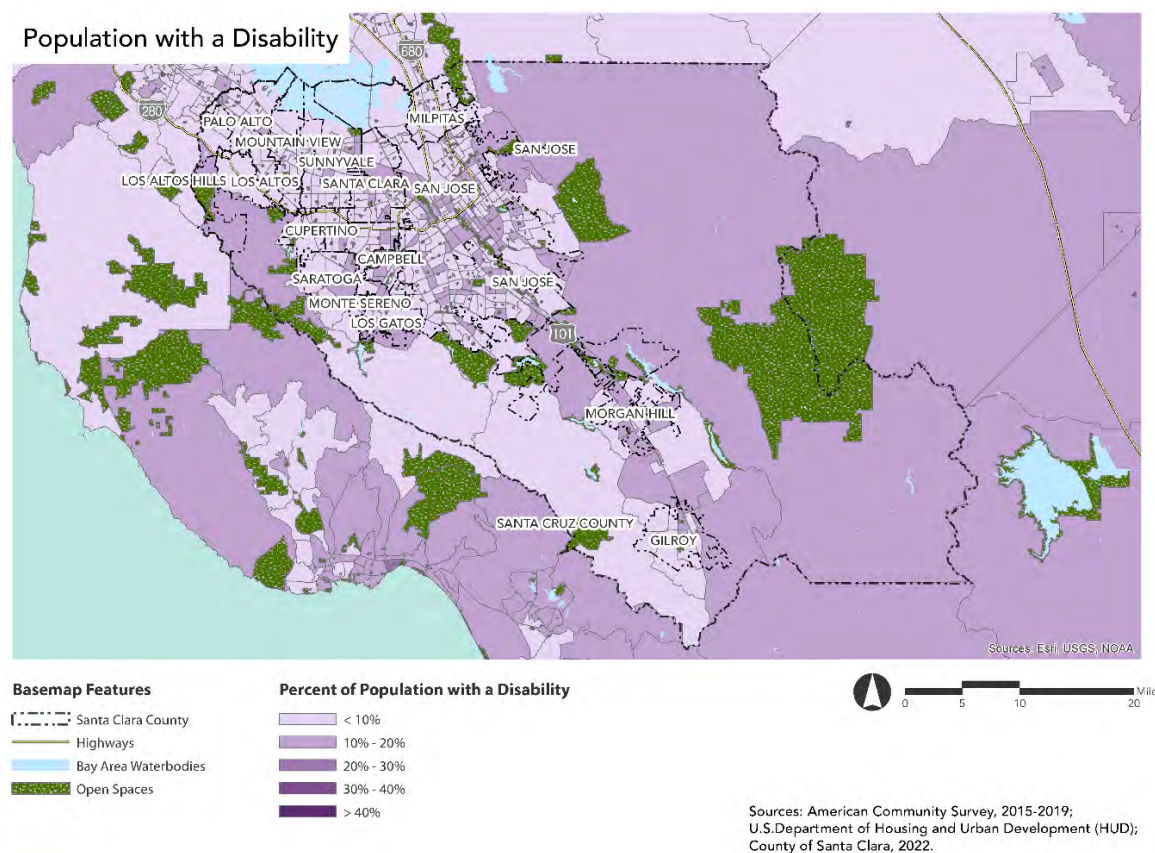 Population with a Disability
680
280
PALO ALTO
MILPITAS
MOUNTAIN VIEW
SAN JOSE
SUNNYVALE
LOS ALTOS HILLS LOS ALTOS
SANTA CLARA
SAN JOSE
CUPERTINO
CAMPBELL
SARATOGA
SAN JOSE
MONTE SERENO
LOS GATOS
101
MORGAN HILL
SANTA CRUZ COUNTY
GILROY
Sources: Esri, USGS, NOAA
Basemap Features
Santa Clara County
Highways
Bay Area Waterbodies
Open Spaces
Percent of Population with a Disability
< 10%
10% - 20%
20% - 30%
30% - 40%
> 40%
0 5 10 20 Mile
Sources: American Community Survey, 2015-2019;
U.S.Department of Housing and Urban Development (HUD);
County of Santa Clara, 2022.